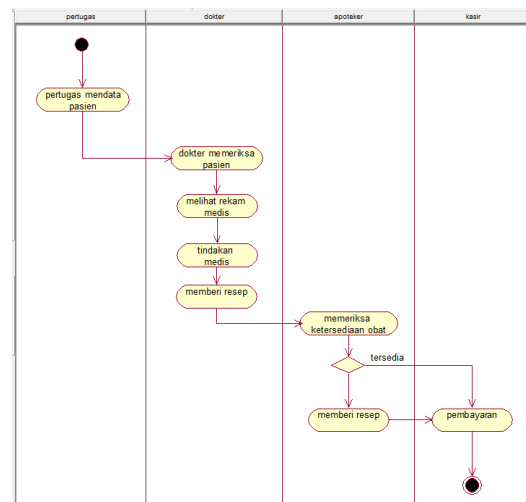 pertugas
dokter
apoteker
kasir
pertugas mendata
pasien
dokter memeriksa
pasien
melihat rekam
medis
tindakan
medis
memberi resep
memeriksa
ketersediaan obat
tersedia
memberi resep
pembayaran